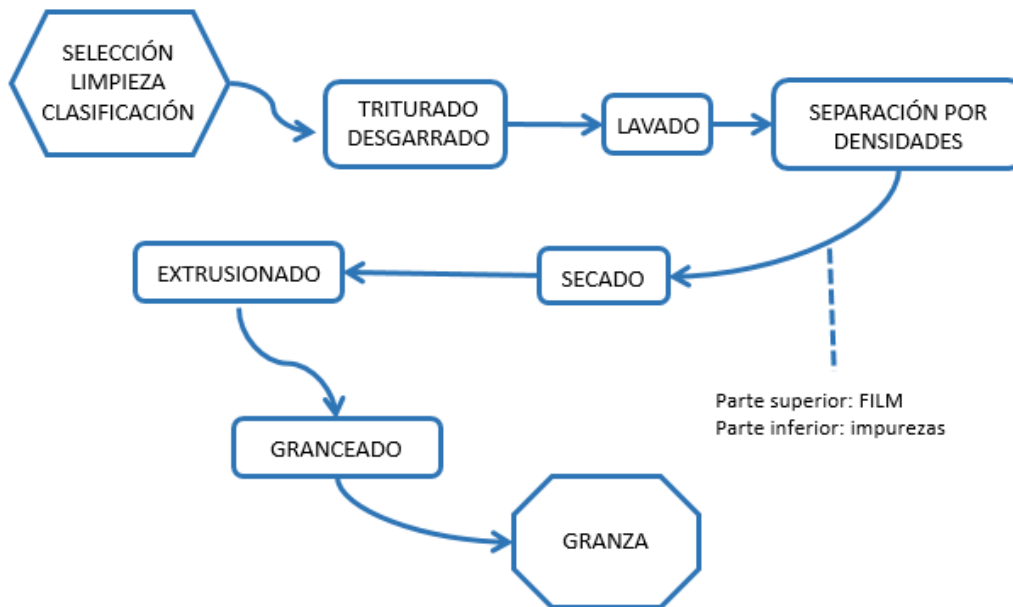 SELECCIÓN
LIMPIEZA
CLASIFICACIÓN
TRITURADO
DESGARRADO
LAVADO
SEPARACIÓN POR
DENSIDADES
SECADO
EXTRUSIONADO
Parte superior: FILM
Parte inferior: impurezas
GRANCEADO
GRANZA